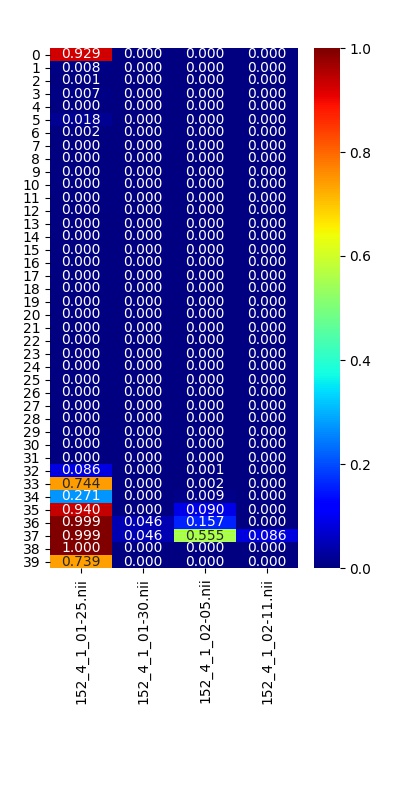 0 0.929 0.000 0.000 0.000
1 0.008 0.000 0.000 0.000
2 0.001 0.000 0.000 0.000
3 0.007 0.000 0.000 0.000
4 0.000 0.000 0.000 0.000
5 0.018 0.000 0.000 0.000
6 0.002 0.000 0.000 0.000
7 0.000 0.000 0.000 0.000
8 0.000 0.000 0.000 0.000
9 0.000 0.000 0.000 0.000
10 0.000 0.000 0.000 0.000
11 0.000 0.000 0.000 0.000
12 0.000 0.000 0.000 0.000
13 0.000 0.000 0.000 0.000
14 0.000 0.000 0.000 0.000
15 0.000 0.000 0.000 0.000
16 0.000 0.000 0.000 0.000
17 0.000 0.000 0.000 0.000
18 0.000 0.000 0.000 0.000
19 0.000 0.000 0.000 0.000
20 0.000 0.000 0.000 0.000
21 0.000 0.000 0.000 0.000
22 0.000 0.000 0.000 0.000
23 0.000 0.000 0.000 0.000
24 0.000 0.000 0.000 0.000
25 0.000 0.000 0.000 0.000
26 0.000 0.000 0.000 0.000
27 0.000 0.000 0.000 0.000
28 0.000 0.000 0.000 0.000
29 0.000 0.000 0.000 0.000
30 0.000 0.000 0.000 0.000
31 0.000 0.000 0.000 0.000
32 0.086 0.000 0.001 0.000
33 0.744 0.000 0.002 0.000
34 0.271 0.000 0.009 0.000
35 0.940 0.000 0.090 0.000
36 0.999 0.046 0.157 0.000
37 0.999 0.046 0.555 0.086
38 1.000 0.000 0.000 0.000
39 0.739 0.000 0.000 0.000
152_4_1_01-25.nii
152_4_1_01-30.nii
152_4_1_02-05.nii
152_4_1_02-11.nii
1.0
0.8
0.6
0.4
0.2
0.0